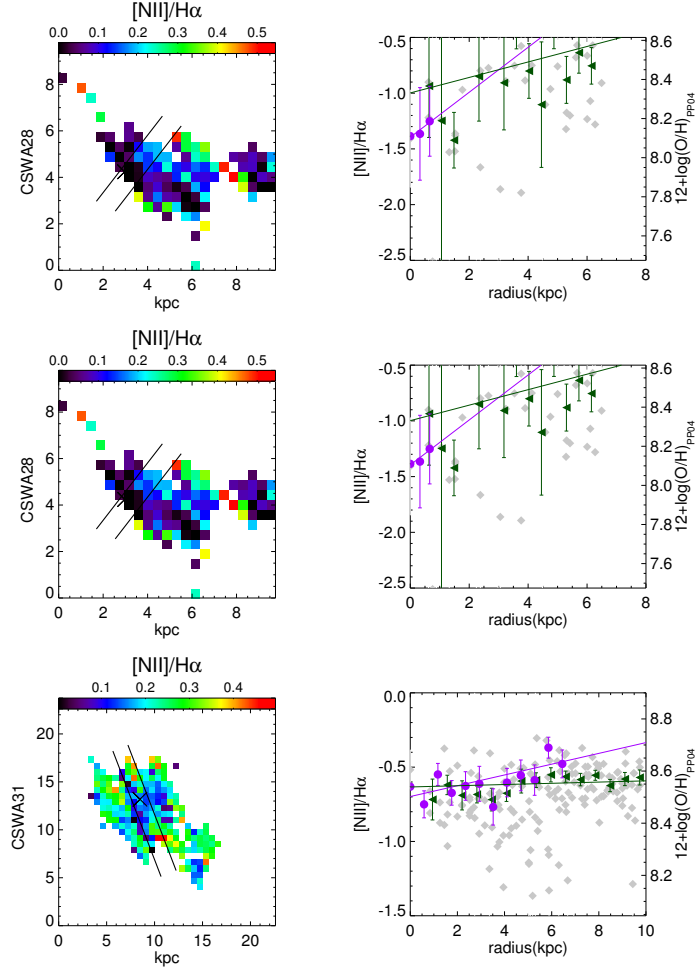 [NII]/Hα
0.0 0.1 0.2 0.3 0.4 0.5
CSWA28
0 2 4 6 8
0 2 4 6 8
kpc
[NII]/Hα
-0.5 -1.0 -1.5 -2.0 -2.5
0 2 4 6 8
radius(kpc)
12+log(O/H)PP04
8.6 8.4 8.2 8.0 7.8 7.6
[NII]/Hα
0.0 0.1 0.2 0.3 0.4 0.5
CSWA28
0 2 4 6 8
0 2 4 6 8
kpc
[NII]/Hα
-0.5 -1.0 -1.5 -2.0 -2.5
0 2 4 6 8
radius(kpc)
12+log(O/H)PP04
8.6 8.4 8.2 8.0 7.8 7.6
[NII]/Hα
0.1 0.2 0.3 0.4
CSWA31
0 5 10 15 20
0 5 10 15 20
kpc
[NII]/Hα
0.0 -0.5 -1.0 -1.5
0 2 4 6 8 10
radius(kpc)
12+log(O/H)PP04
8.8 8.6 8.4 8.2